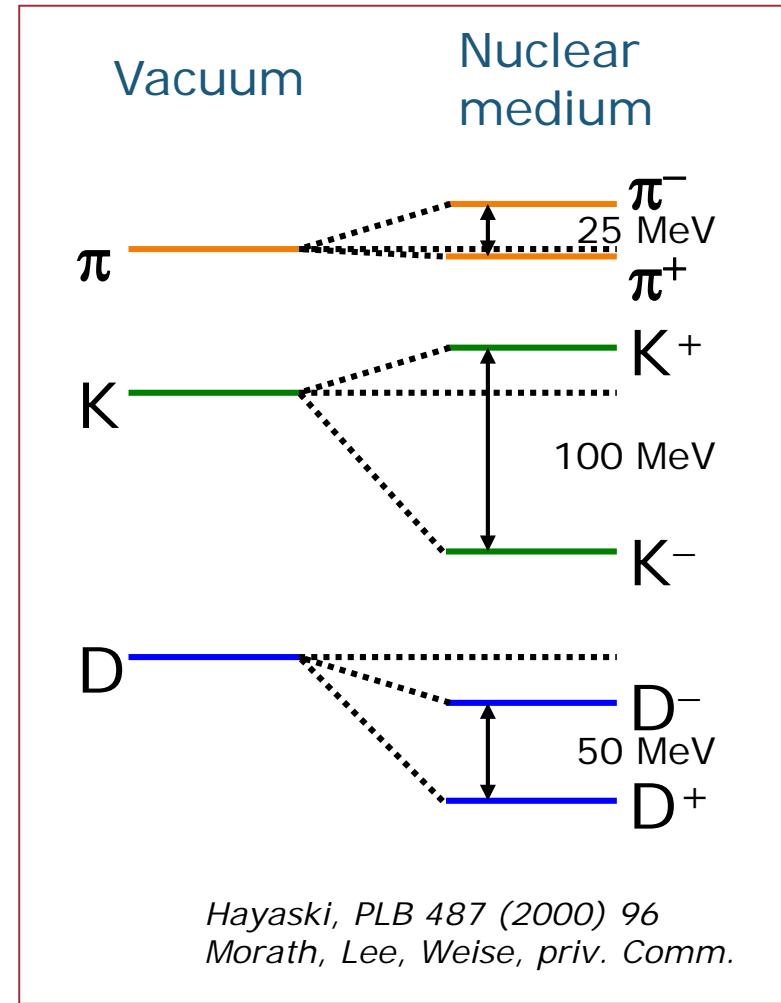 Vacuum
Nuclear
medium
π
π⁻
25 MeV
π⁺
K
K⁺
100 MeV
K⁻
D
D⁻
50 MeV
D⁺
Hayaski, PLB 487 (2000) 96
Morath, Lee, Weise, priv. Comm.